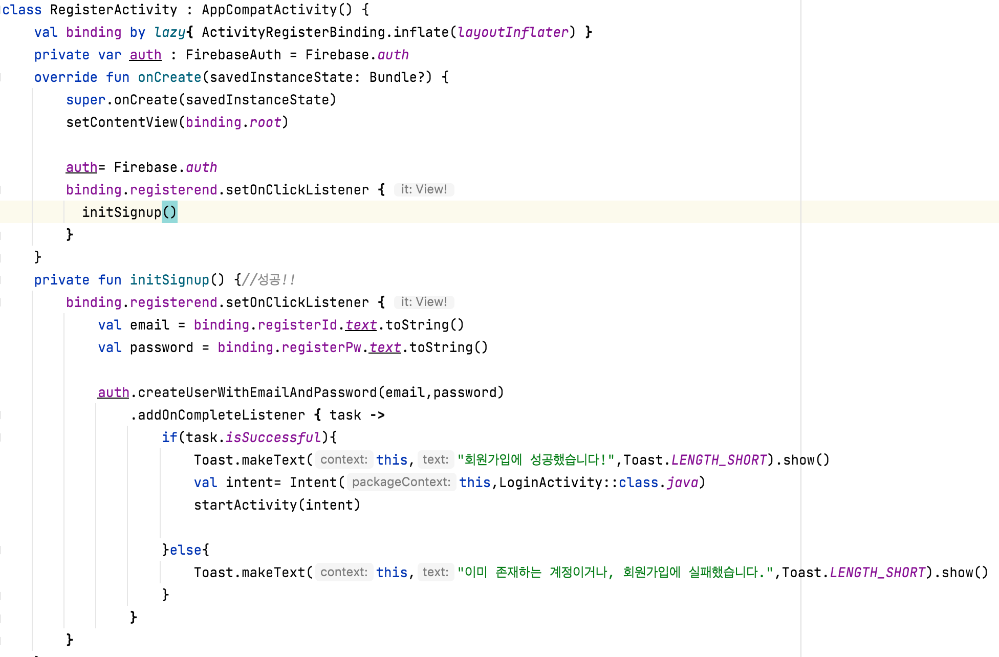 class RegisterActivity : AppCompatActivity() {
    val binding by lazy{ ActivityRegisterBinding.inflate(layoutInflater) }
    private var auth : FirebaseAuth = Firebase.auth
    override fun onCreate(savedInstanceState: Bundle?) {
        super.onCreate(savedInstanceState)
        setContentView(binding.root)

        auth= Firebase.auth
        binding.registerend.setOnClickListener { it: View!
          initSignup()
        }
    }
    private fun initSignup() {//성공!!
        binding.registerend.setOnClickListener { it: View!
            val email = binding.registerId.text.toString()
            val password = binding.registerPw.text.toString()

            auth.createUserWithEmailAndPassword(email,password)
                .addOnCompleteListener { task ->
                    if(task.isSuccessful){
                        Toast.makeText( context: this, text: "회원가입에 성공했습니다!",Toast.LENGTH_SHORT).show()
                        val intent= Intent( packageContext: this,LoginActivity::class.java)
                        startActivity(intent)

                    }else{
                        Toast.makeText( context: this, text: "이미 존재하는 계정이거나, 회원가입에 실패했습니다.",Toast.LENGTH_SHORT).show()
                    }
                }
        }